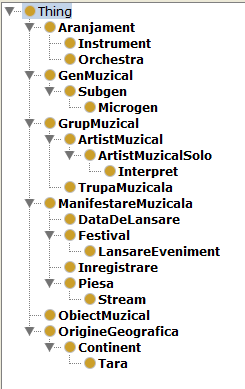 Thing
Aranjament
Instrument
Orchestra
GenMuzical
Subgen
Microgen
GrupMuzical
ArtistMuzical
ArtistMuzicalSolo
Interpret
TrupaMuzicala
ManifestareMuzicala
DataDeLansare
Festival
LansareEveniment
Inregistrare
Piesa
Stream
ObiectMuzical
OrigineGeografica
Continent
Tara